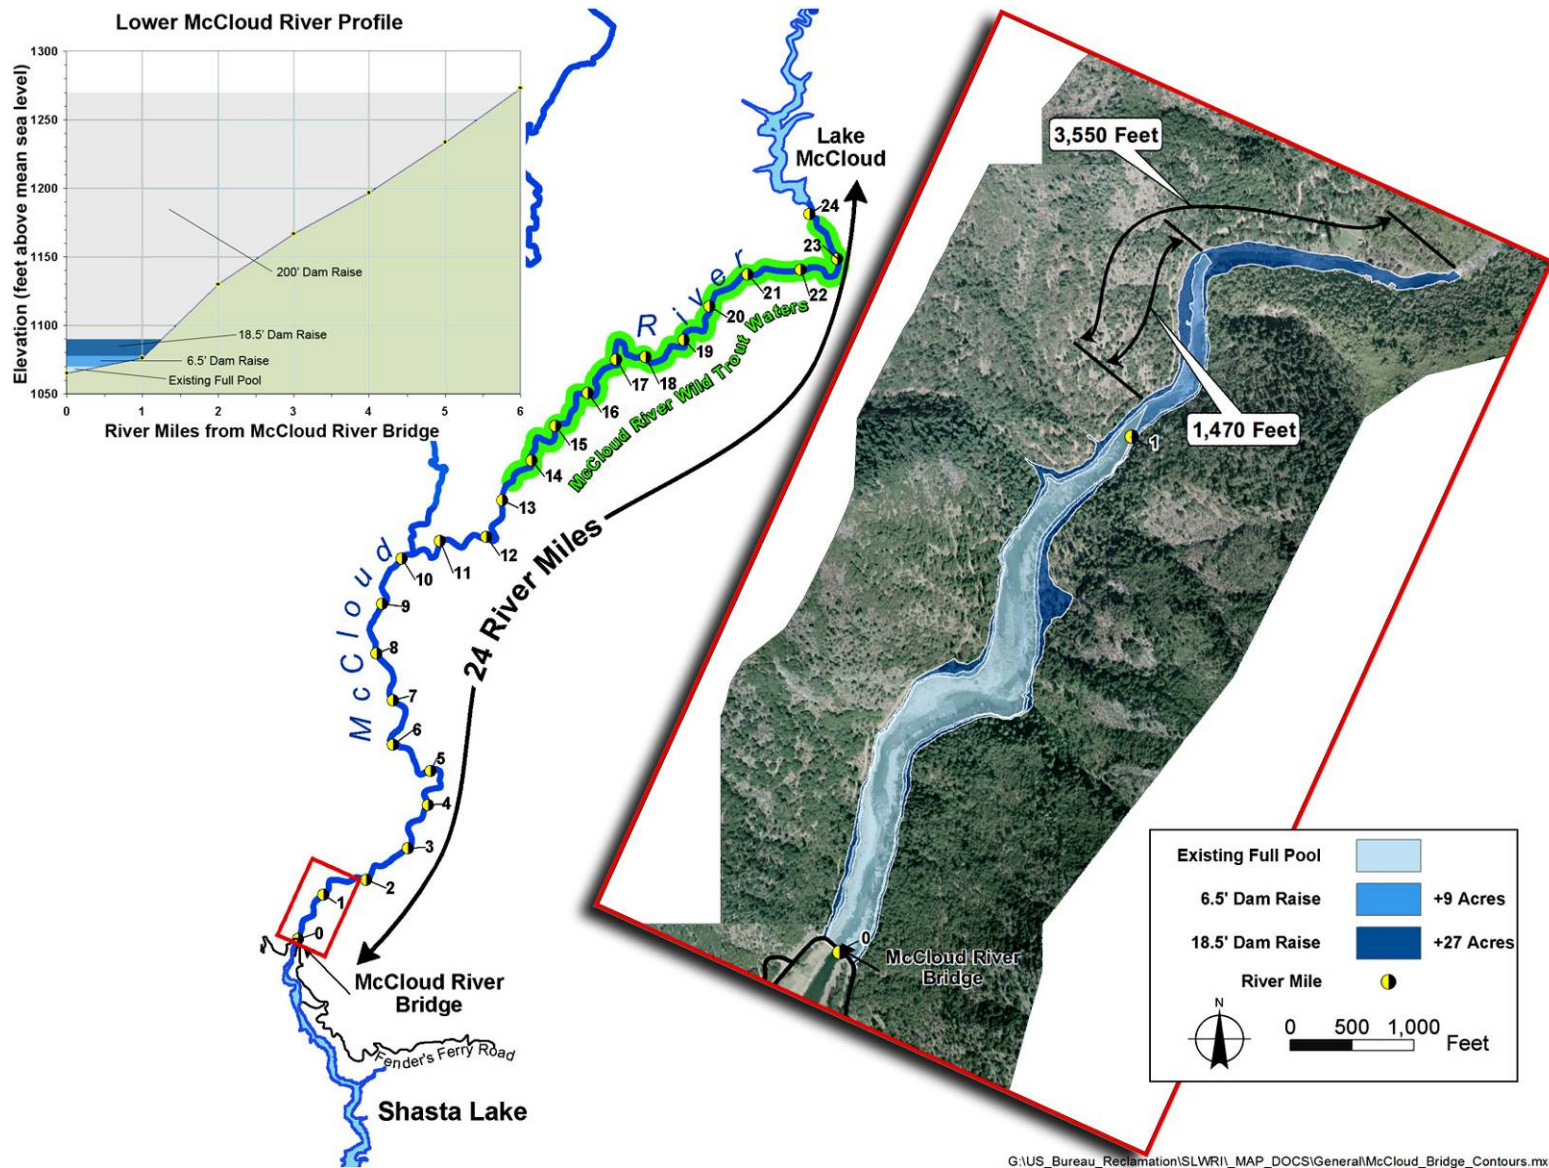 Lower McCloud River Profile
Elevation (feet above mean sea level)
1300
1250
1200
1150
1100
1050
200' Dam Raise
18.5' Dam Raise
6.5' Dam Raise
Existing Full Pool
0 1 2 3 4 5 6
River Miles from McCloud River Bridge
Lake
McCloud
24
23
22
21
20
19
18
17
16
15
14
13
12
11
10
9
8
7
6
5
4
3
2
1
0
McCloud River
McCloud River Wild Trout Waters
24 River Miles
McCloud River
Bridge
Fender's Ferry Road
Shasta Lake
3,550 Feet
1,470 Feet
1
0
McCloud River
Bridge
Existing Full Pool
6.5' Dam Raise +9 Acres
18.5' Dam Raise +27 Acres
River Mile
N
0 500 1,000
Feet
G:\US_Bureau_Reclamation\SLWRI\_MAP_DOCS\General\McCloud_Bridge_Contours.mx